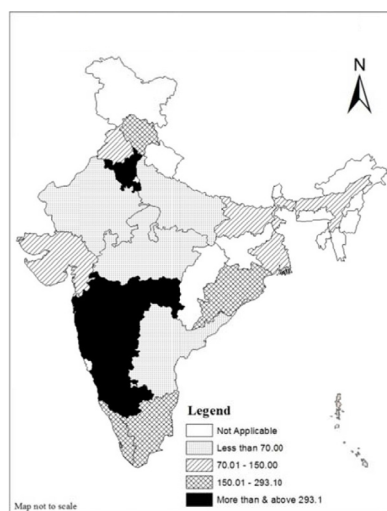 N
Legend
Not Applicable
Less than 70.00
70.01 - 150.00
150.01 - 293.10
More than & above 293.1
Map not to scale